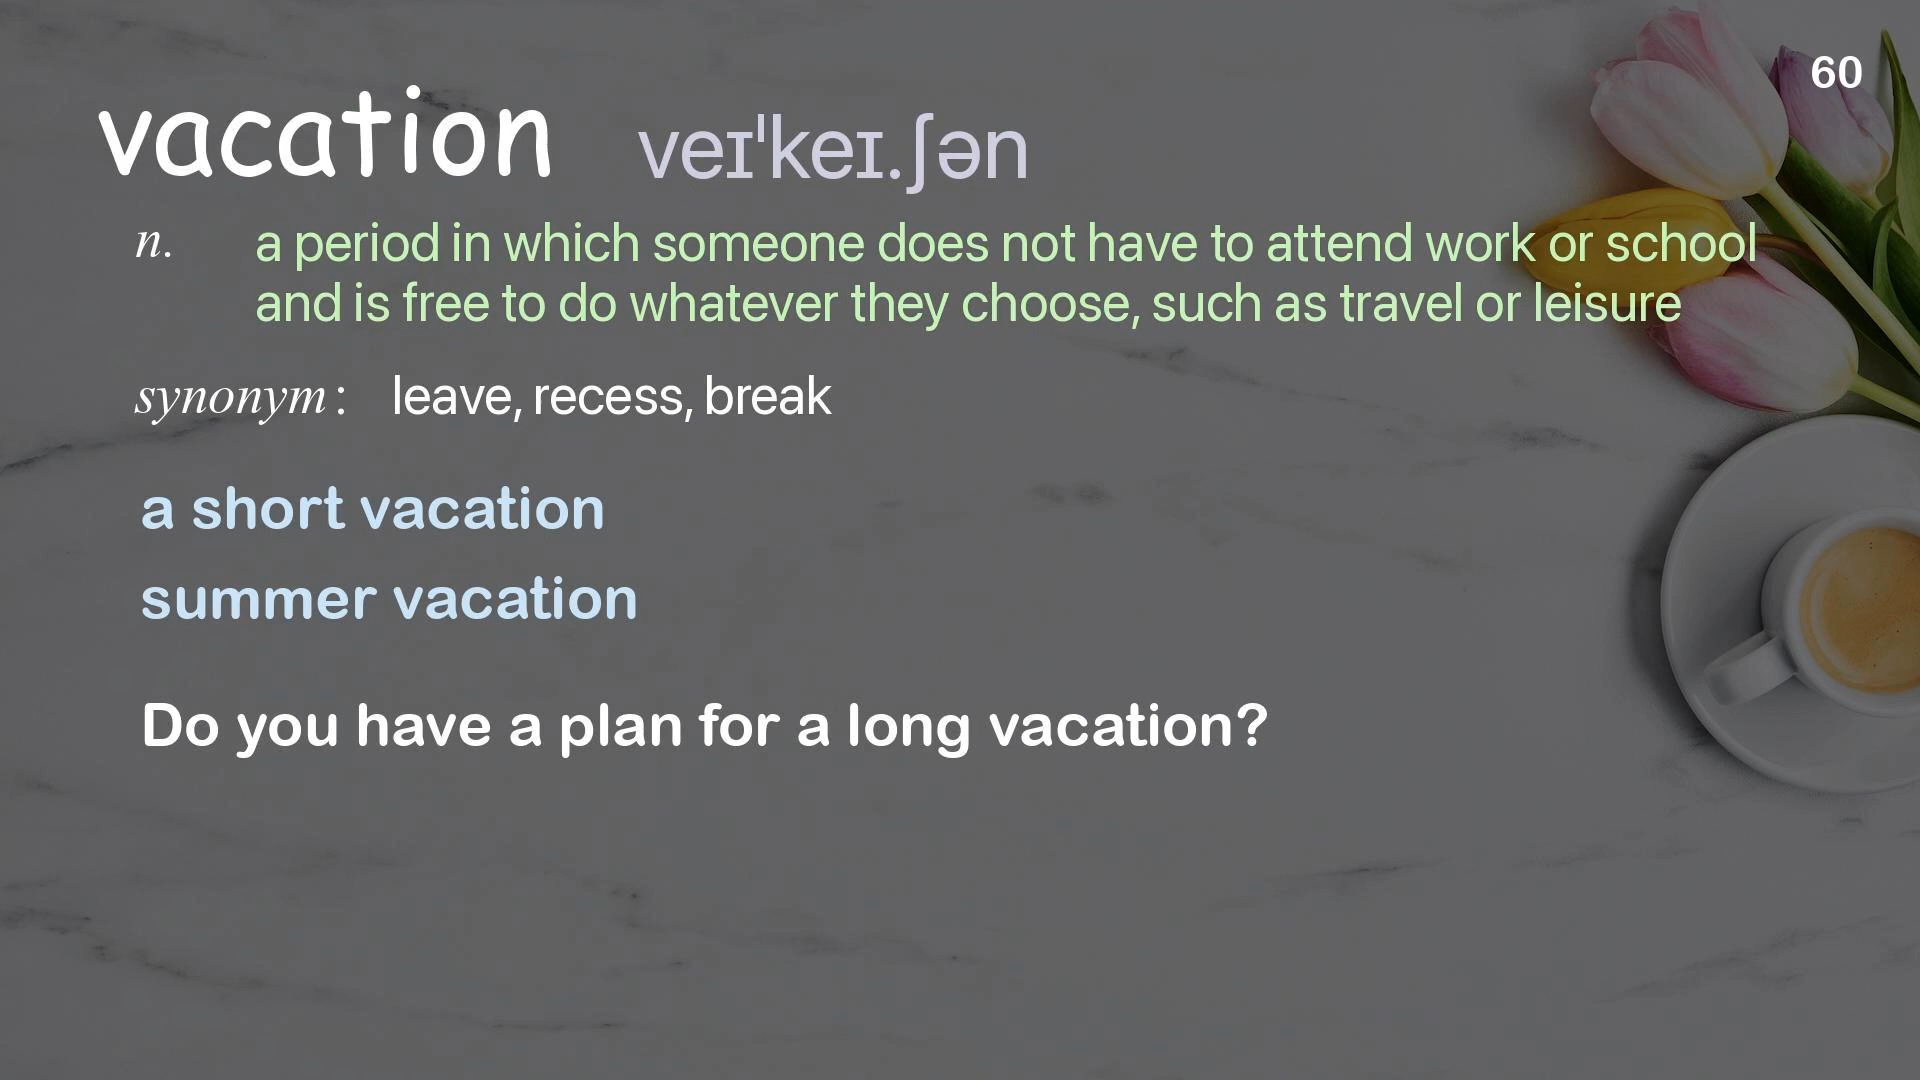 60
vacation veɪˈkeɪ.ʃən
n. a period in which someone does not have to attend work or school
and is free to do whatever they choose, such as travel or leisure
synonym: leave, recess, break
a short vacation
summer vacation
Do you have a plan for a long vacation?